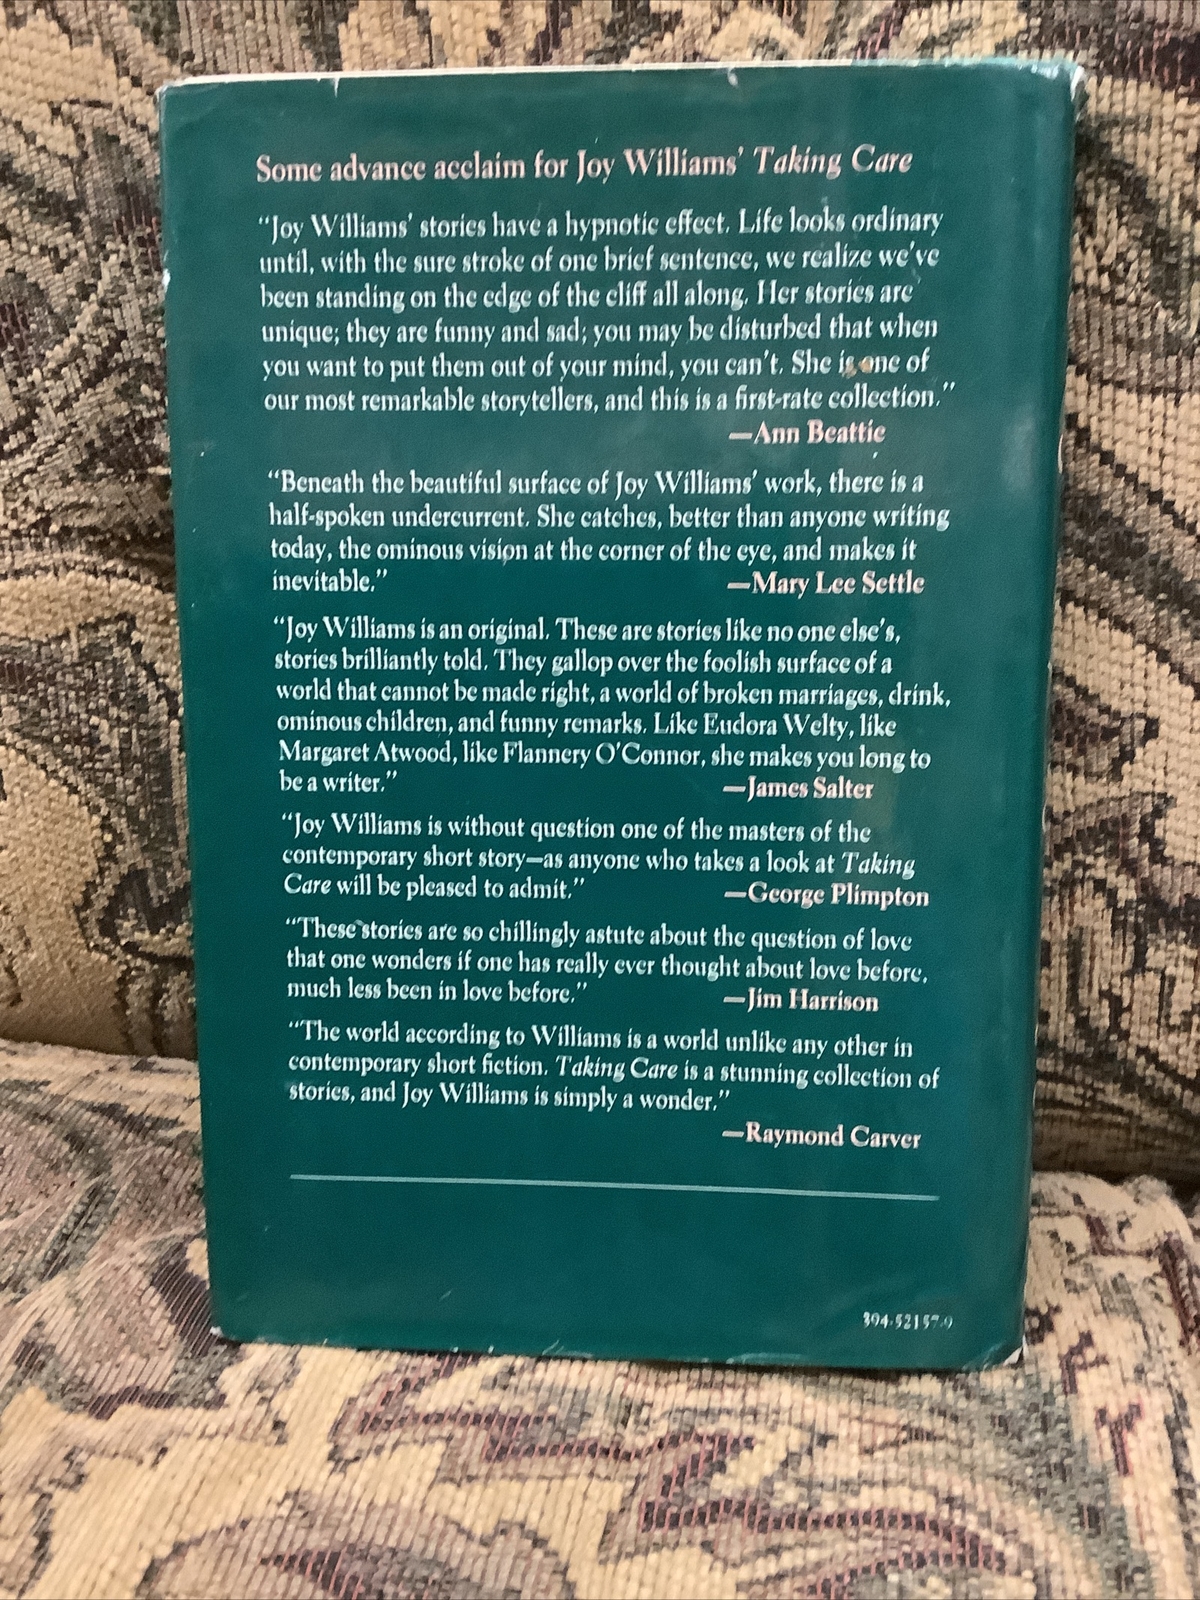 Some advance acclaim for Joy Williams' Taking Care
“Joy Williams' stories have a hypnotic effect. Life looks ordinary
until, with the sure stroke of one brief sentence, we realize we've
been standing on the edge of the cliff all along. Her stories are
unique; they are funny and sad; you may be disturbed that when
you want to put them out of your mind, you can't. She is one of
our most remarkable storytellers, and this is a first-rate collection.”
—Ann Beattie
“Beneath the beautiful surface of Joy Williams' work, there is a
half-spoken undercurrent. She catches, better than anyone writing
today, the ominous vision at the corner of the eye, and makes it
inevitable.” —Mary Lee Settle
“Joy Williams is an original. These are stories like no one else's,
stories brilliantly told. They gallop over the foolish surface of a
world that cannot be made right, a world of broken marriages, drink,
ominous children, and funny remarks. Like Eudora Welty, like
Margaret Atwood, like Flannery O'Connor, she makes you long to
be a writer.” —James Salter
“Joy Williams is without question one of the masters of the
contemporary short story—as anyone who takes a look at Taking
Care will be pleased to admit.” —George Plimpton
“These stories are so chillingly astute about the question of love
that one wonders if one has really ever thought about love before,
much less been in love before.” —Jim Harrison
“The world according to Williams is a world unlike any other in
contemporary short fiction. Taking Care is a stunning collection of
stories, and Joy Williams is simply a wonder.”
—Raymond Carver
394-52157-9